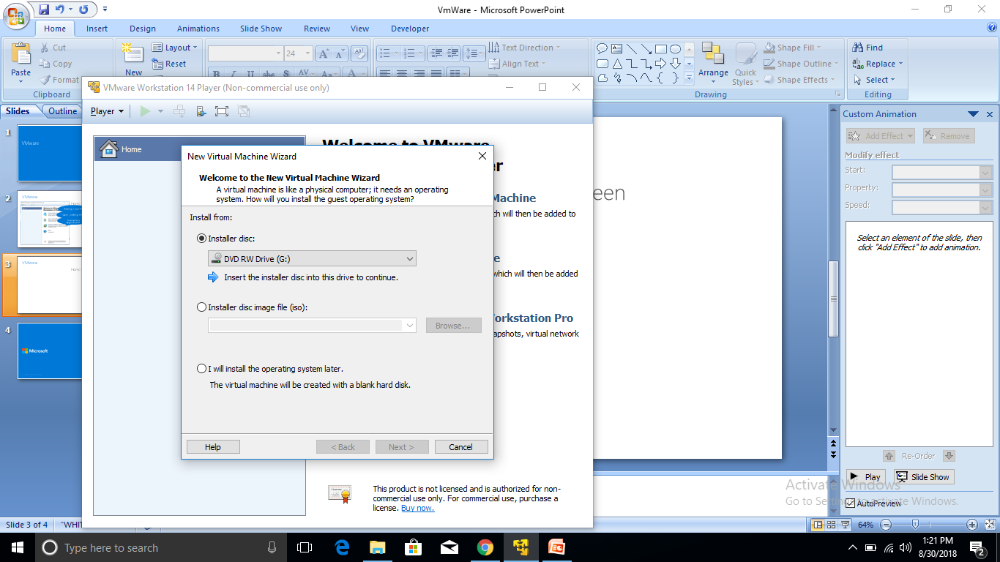 VmWare - Microsoft PowerPoint
Home Insert Design Animations Slide Show Review View Developer
Paste
Cut
Copy
Format
Clipboard
New
Layout
Reset
24
Text Direction
Align Text
Arrange
Quick
Styles
Shape Fill
Shape Outline
Shape Effects
Drawing
Find
Replace
Select
Editing
Slides Outline
1
VMware
2
VMware
3
VMware
4
Microsoft
VMware Workstation 14 Player (Non-commercial use only)
Player
Home
Welcome to VMware
er
Machine
ch will then be added to
e
which will then be added
orkstation Pro
apshots, virtual network
New Virtual Machine Wizard
Welcome to the New Virtual Machine Wizard
A virtual machine is like a physical computer; it needs an operating
system. How will you install the guest operating system?
Install from:
Installer disc:
DVD RW Drive (G:)
Insert the installer disc into this drive to continue.
Installer disc image file (iso):
Browse...
I will install the operating system later.
The virtual machine will be created with a blank hard disk.
Help < Back Next > Cancel
This product is not licensed and is authorized for non-
commercial use only. For commercial use, purchase a
license. Buy now.
een
Custom Animation
Add Effect Remove
Modify effect
Start:
Property:
Speed:
Select an element of the slide, then
click "Add Effect" to add animation.
Re-Order
Play Slide Show
AutoPreview
Activate Windows
Go to Settings to activate Windows.
Slide 3 of 4 "WHIT
64%
Type here to search
1:21 PM
8/30/2018
2